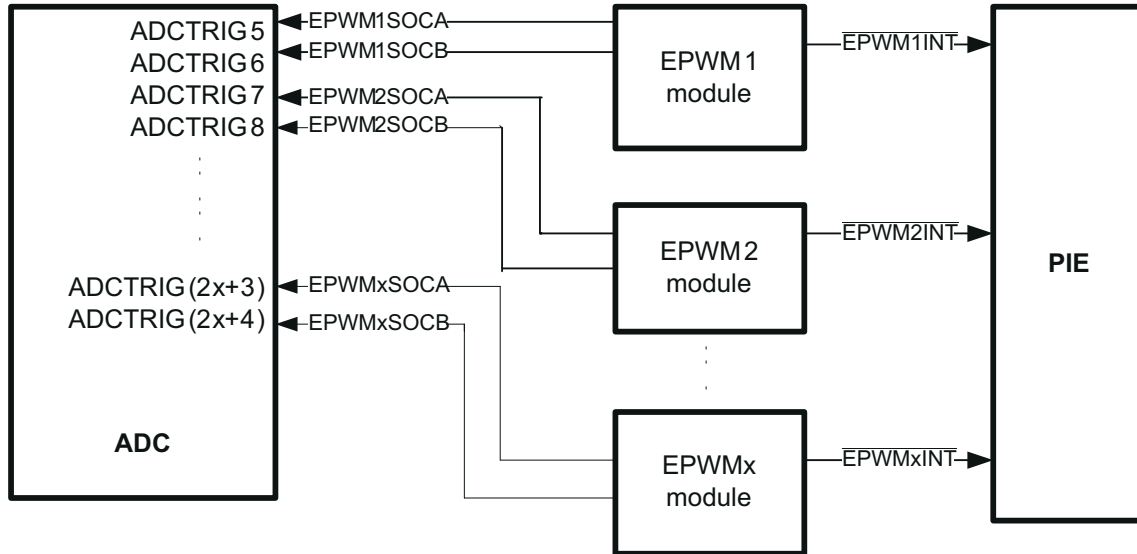 ADCTRIG5
ADCTRIG6
ADCTRIG7
ADCTRIG8
ADCTRIG(2x+3)
ADCTRIG(2x+4)
ADC
EPWM1SOCA
EPWM1SOCB
EPWM2SOCA
EPWM2SOCB
EPWMxSOCA
EPWMxSOCB
EPWM1
module
EPWM2
module
EPWMx
module
EPWM1INT
EPWM2INT
EPWMxINT
PIE